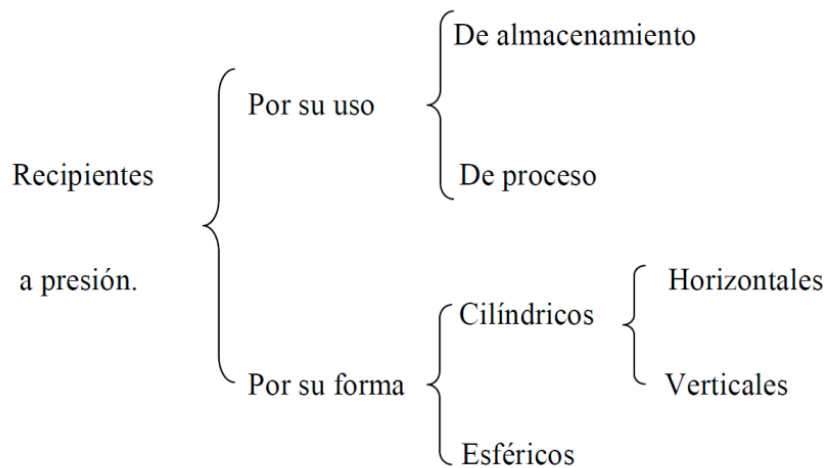 Recipientes
a presión.
Por su uso
De almacenamiento
De proceso
Por su forma
Cilíndricos
Horizontales
Verticales
Esféricos